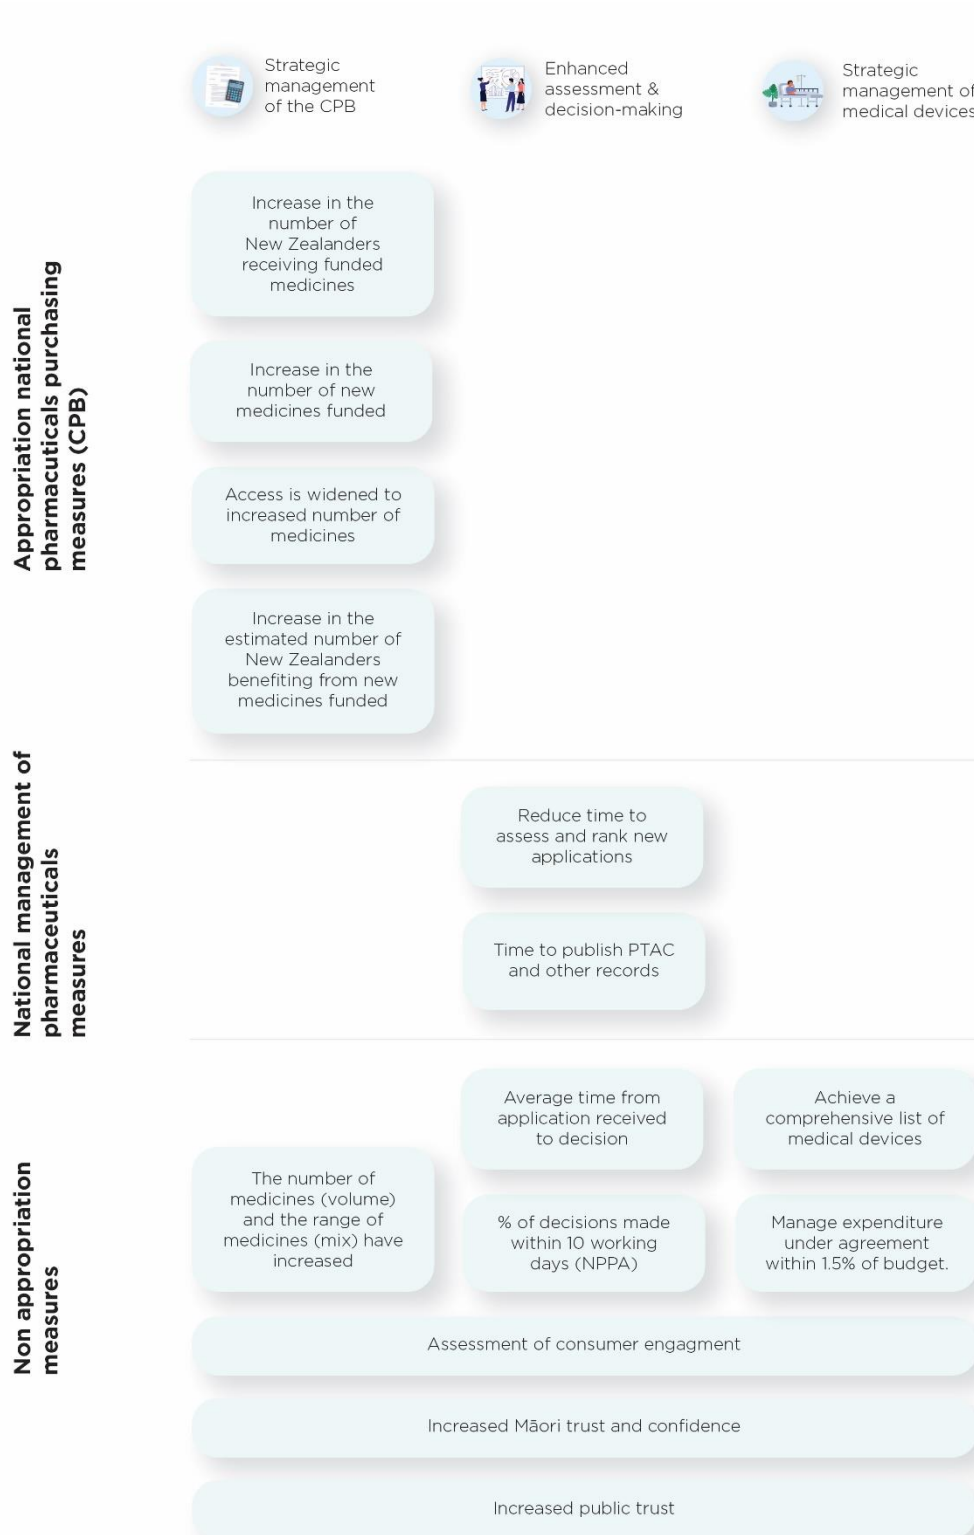 Strategic
management
of the CPB
Enhanced
assessment &
decision-making
Strategic
management of
medical devices
Appropriation national
pharmacuticals purchasing
measures (CPB)
Increase in the
number of
New Zealanders
receiving funded
medicines
Increase in the
number of new
medicines funded
Access is widened to
increased number of
medicines
Increase in the
estimated number of
New Zealanders
benefiting from new
medicines funded
National management of
pharmaceuticals
measures
Reduce time to
assess and rank new
applications
Time to publish PTAC
and other records
Non appropriation
measures
The number of
medicines (volume)
and the range of
medicines (mix) have
increased
Average time from
application received
to decision
% of decisions made
within 10 working
days (NPPA)
Achieve a
comprehensive list of
medical devices
Manage expenditure
under agreement
within 1.5% of budget.
Assessment of consumer engagment
Increased Māori trust and confidence
Increased public trust